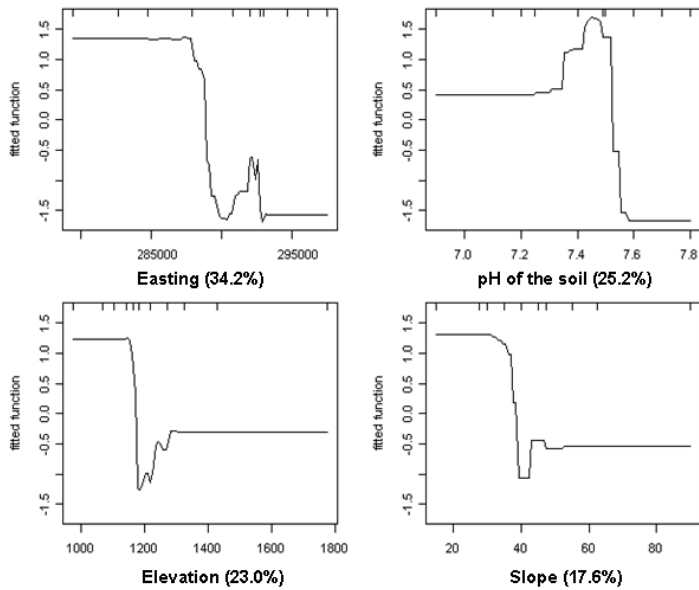 fitted function
1.5
1.0
0.5
0.0
-0.5
-1.5
285000 295000
Easting (34.2%)
fitted function
1.5
1.0
0.5
0.0
-0.5
-1.5
7.0 7.2 7.4 7.6 7.8
pH of the soil (25.2%)
fitted function
1.5
1.0
0.5
0.0
-0.5
-1.5
1000 1200 1400 1600 1800
Elevation (23.0%)
fitted function
1.5
1.0
0.5
0.0
-0.5
-1.5
20 40 60 80
Slope (17.6%)